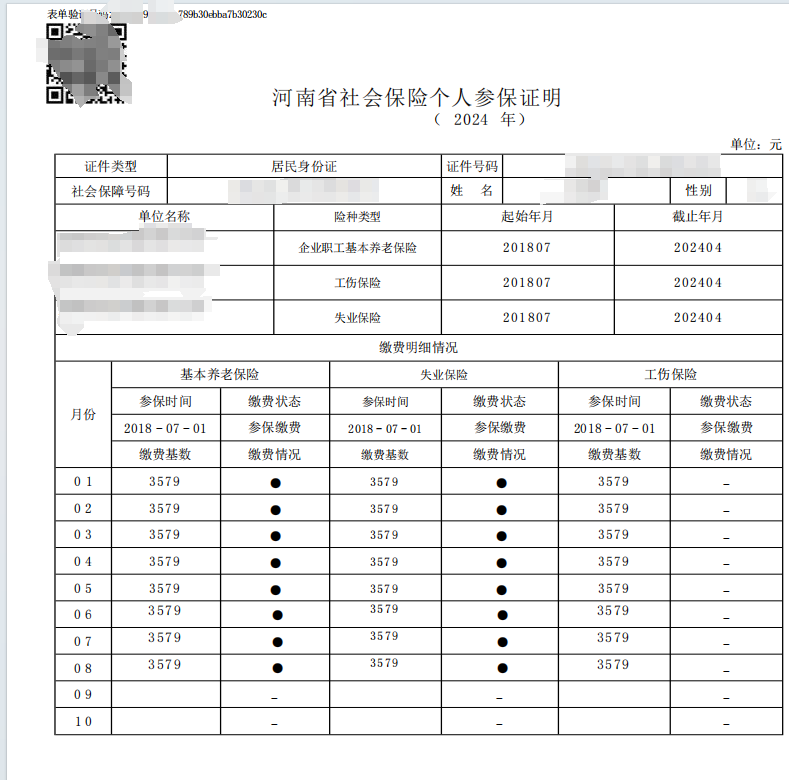 表单验证号码 9 789b30ebba7b30230c
河南省社会保险个人参保证明
（ 2024 年）
单位：元
证件类型 居民身份证 证件号码
社会保障号码 姓 名 性别
单位名称 险种类型 起始年月 截止年月
企业职工基本养老保险 201807 202404
工伤保险 201807 202404
失业保险 201807 202404
缴费明细情况
月份 基本养老保险 失业保险 工伤保险
参保时间 缴费状态 参保时间 缴费状态 参保时间 缴费状态
2018-07-01 参保缴费 2018-07-01 参保缴费 2018-07-01 参保缴费
缴费基数 缴费情况 缴费基数 缴费情况 缴费基数 缴费情况
01 3579 ● 3579 ● 3579 -
02 3579 ● 3579 ● 3579 -
03 3579 ● 3579 ● 3579 -
04 3579 ● 3579 ● 3579 -
05 3579 ● 3579 ● 3579 -
06 3579 ● 3579 ● 3579 -
07 3579 ● 3579 ● 3579 -
08 3579 ● 3579 ● 3579 -
09 - - -
10 - - -